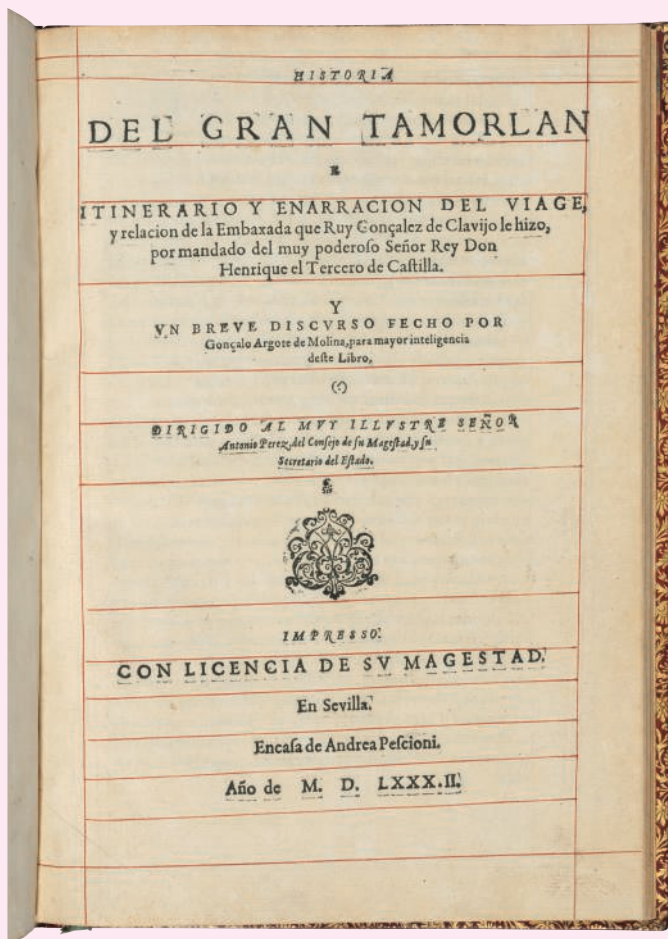 HISTORIA
DEL GRAN TAMORLAN
E
ITINERARIO Y ENARRACION DEL VIAGE,
y relacion de la Embaxada que Ruy Gonçalez de Clavijo le hizo,
por mandado del muy poderoſo Señor Rey Don
Henrique el Tercero de Caſtilla.
Y
VN BREVE DISCVRSO FECHO POR
Gonçalo Argote de Molina, para mayor inteligencia
deſte Libro,
DIRIGIDO AL MVY ILLVSTRE SEÑOR
Antonio Perez, del Conſejo de ſu Mageſtad, y ſu
Secretario del Eſtado.
IMPRESSO.
CON LICENCIA DE SV MAGESTAD.
En Sevilla.
En caſa de Andrea Peſcioni.
Año de M. D. LXXX.II.